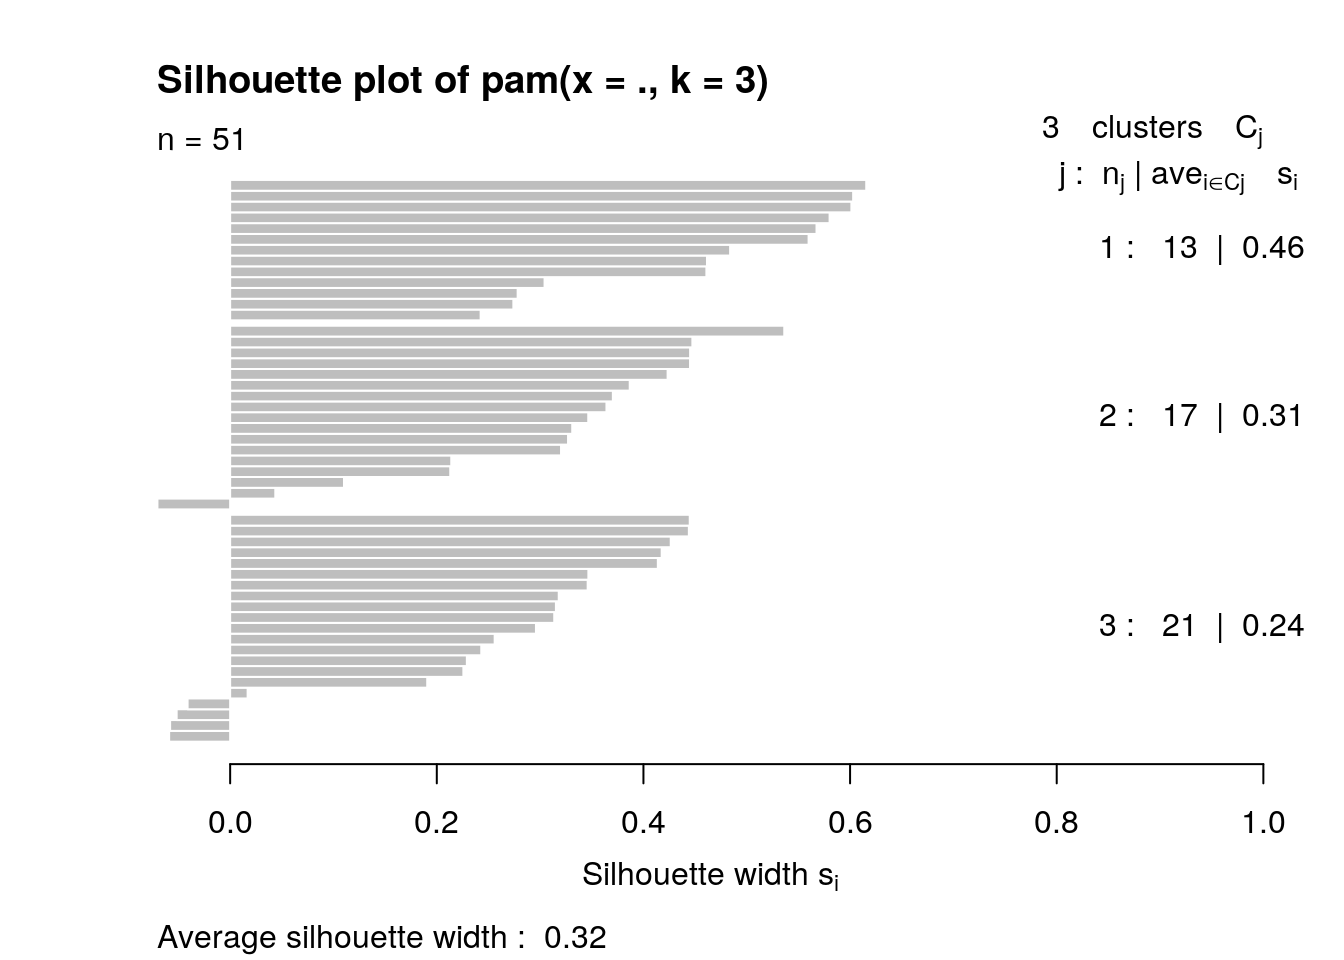 Silhouette plot of pam(x = ., k = 3)
n = 51
3 clusters Cj
j : nj | avei∈Cj si
1 : 13 | 0.46
2 : 17 | 0.31
3 : 21 | 0.24
0.0 0.2 0.4 0.6 0.8 1.0
Silhouette width si
Average silhouette width : 0.32